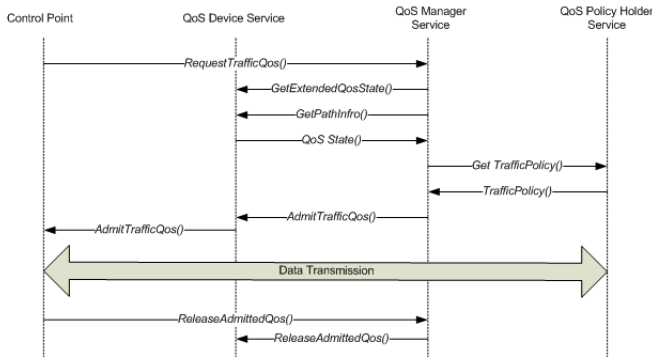 Control Point
QoS Device Service
QoS Manager
Service
QoS Policy Holder
Service
RequestTrafficQos()
GetExtendedQosState()
GetPathInfro()
QoS State()
Get TrafficPolicy()
TrafficPolicy()
AdmitTrafficQos()
AdmitTrafficQos()
Data Transmission
ReleaseAdmittedQos()
ReleaseAdmittedQos()